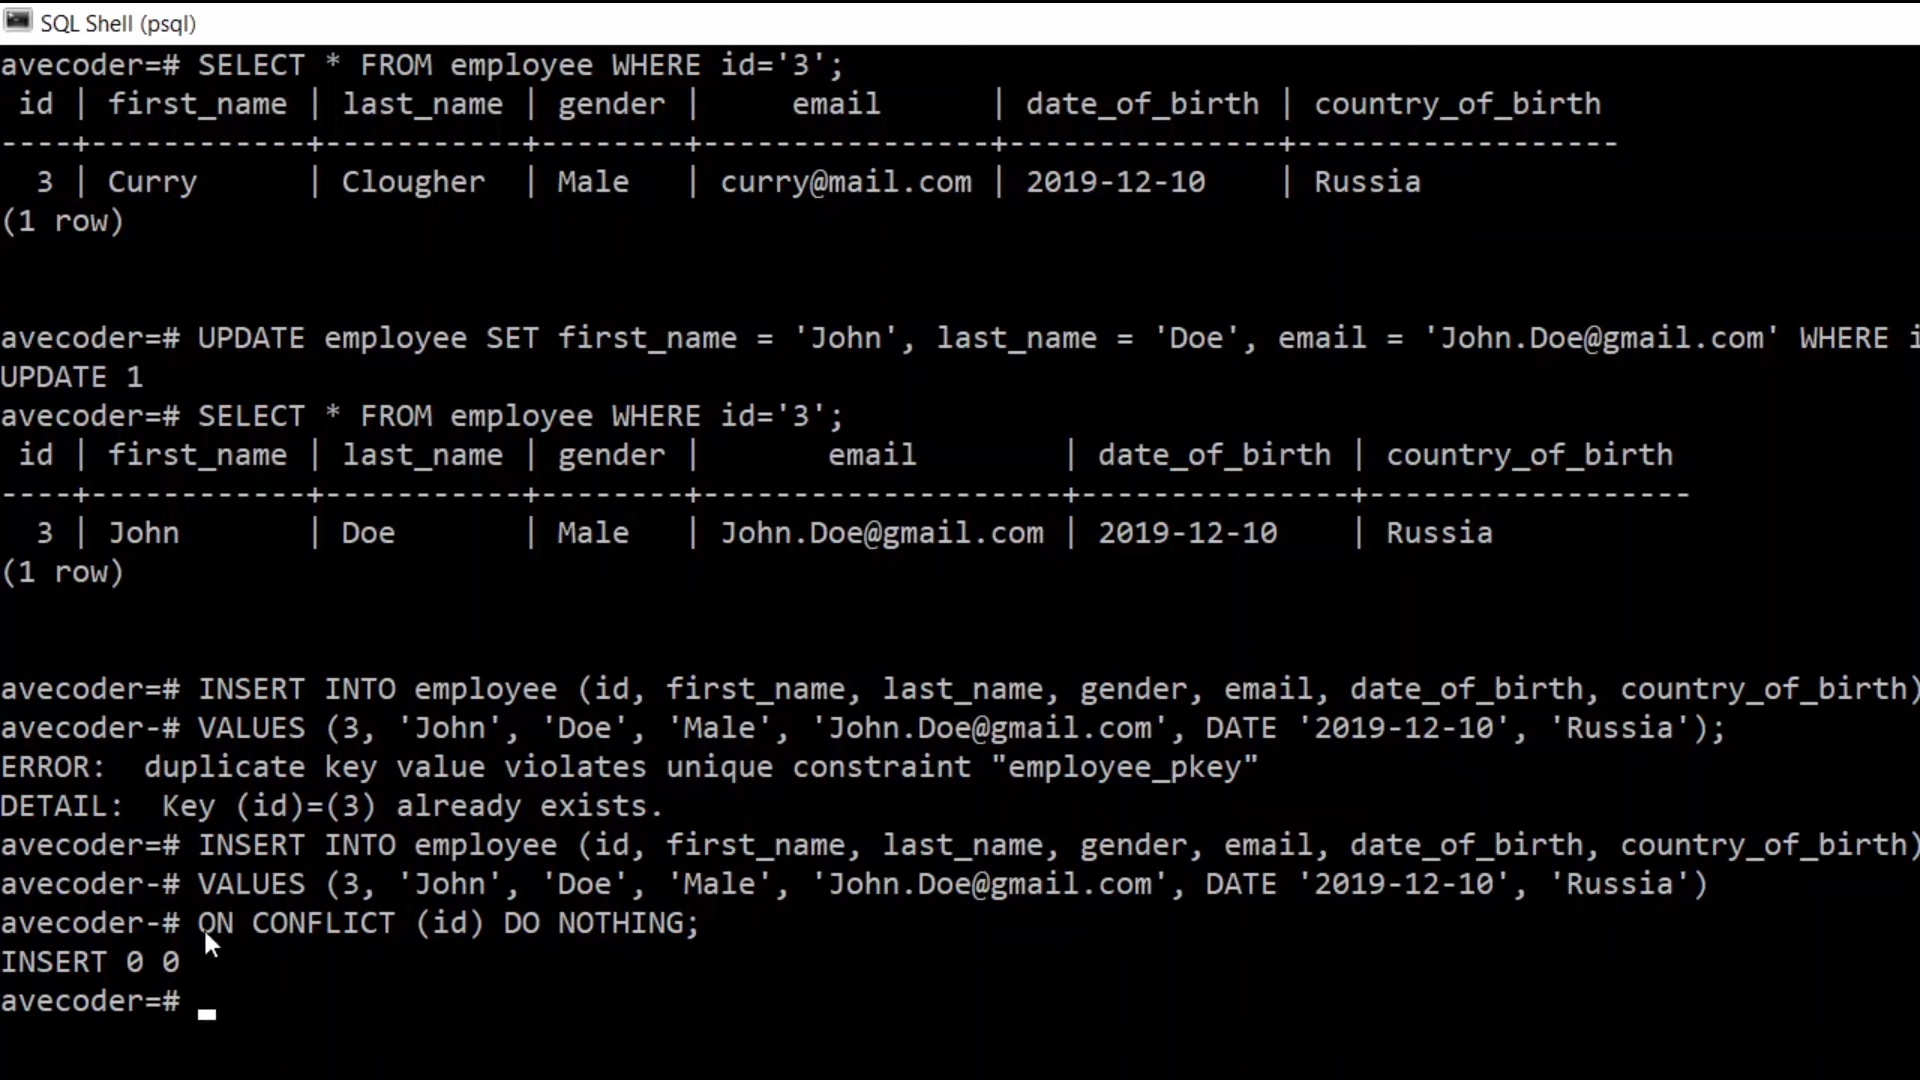 SQL Shell (psql)
avecoder=# SELECT * FROM employee WHERE id='3';
 id | first_name | last_name | gender |     email      | date_of_birth | country_of_birth
----+------------+-----------+--------+----------------+---------------+------------------
  3 | Curry      | Clougher  | Male   | curry@mail.com | 2019-12-10    | Russia
(1 row)
avecoder=# UPDATE employee SET first_name = 'John', last_name = 'Doe', email = 'John.Doe@gmail.com' WHERE i
UPDATE 1
avecoder=# SELECT * FROM employee WHERE id='3';
 id | first_name | last_name | gender |       email        | date_of_birth | country_of_birth
----+------------+-----------+--------+--------------------+---------------+------------------
  3 | John       | Doe       | Male   | John.Doe@gmail.com | 2019-12-10    | Russia
(1 row)
avecoder=# INSERT INTO employee (id, first_name, last_name, gender, email, date_of_birth, country_of_birth)
avecoder-# VALUES (3, 'John', 'Doe', 'Male', 'John.Doe@gmail.com', DATE '2019-12-10', 'Russia');
ERROR:  duplicate key value violates unique constraint "employee_pkey"
DETAIL:  Key (id)=(3) already exists.
avecoder=# INSERT INTO employee (id, first_name, last_name, gender, email, date_of_birth, country_of_birth)
avecoder-# VALUES (3, 'John', 'Doe', 'Male', 'John.Doe@gmail.com', DATE '2019-12-10', 'Russia')
avecoder-# ON CONFLICT (id) DO NOTHING;
INSERT 0 0
avecoder=#